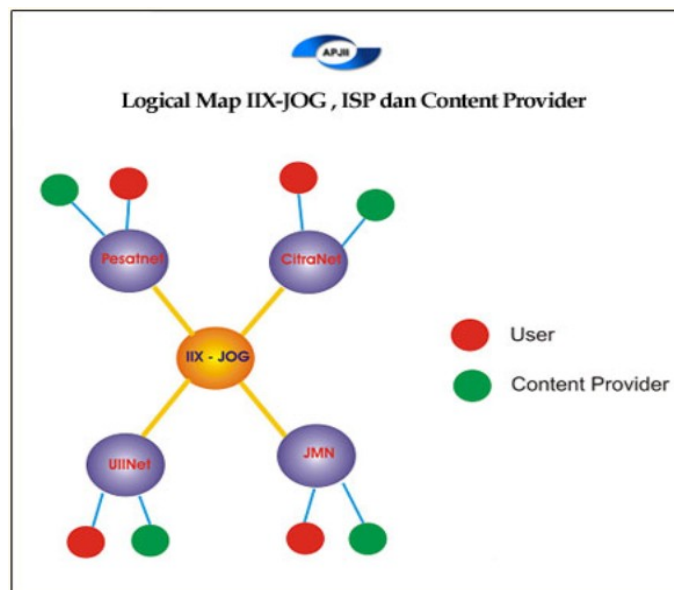 APJII
Logical Map IIX-JOG , ISP dan Content Provider
Pesatnet
CitraNet
IIX - JOG
User
Content Provider
UIINet
JMN